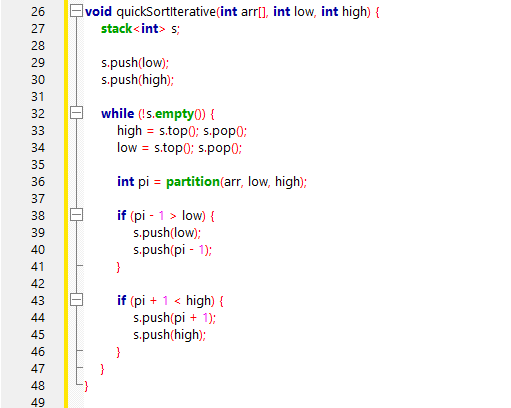 26 void quickSortIterative(int arr[], int low, int high) {
27 stack<int> s;
28
29 s.push(low);
30 s.push(high);
31
32 while (!s.empty()) {
33 high = s.top(); s.pop();
34 low = s.top(); s.pop();
35
36 int pi = partition(arr, low, high);
37
38 if (pi - 1 > low) {
39 s.push(low);
40 s.push(pi - 1);
41 }
42
43 if (pi + 1 < high) {
44 s.push(pi + 1);
45 s.push(high);
46 }
47 }
48 }
49